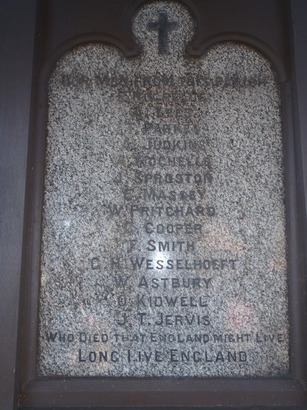 PARKE
A. JUDKINS
A. ROCHELLE
J. SPROSTON
F. MASSEY
W. PRITCHARD
C. COOPER
F. SMITH
C. H. WESSELHOEFT
W. ASTBURY
D. KIDWELL
J. T. JERVIS
WHO DIED THAT ENGLAND MIGHT LIVE
LONG LIVE ENGLAND